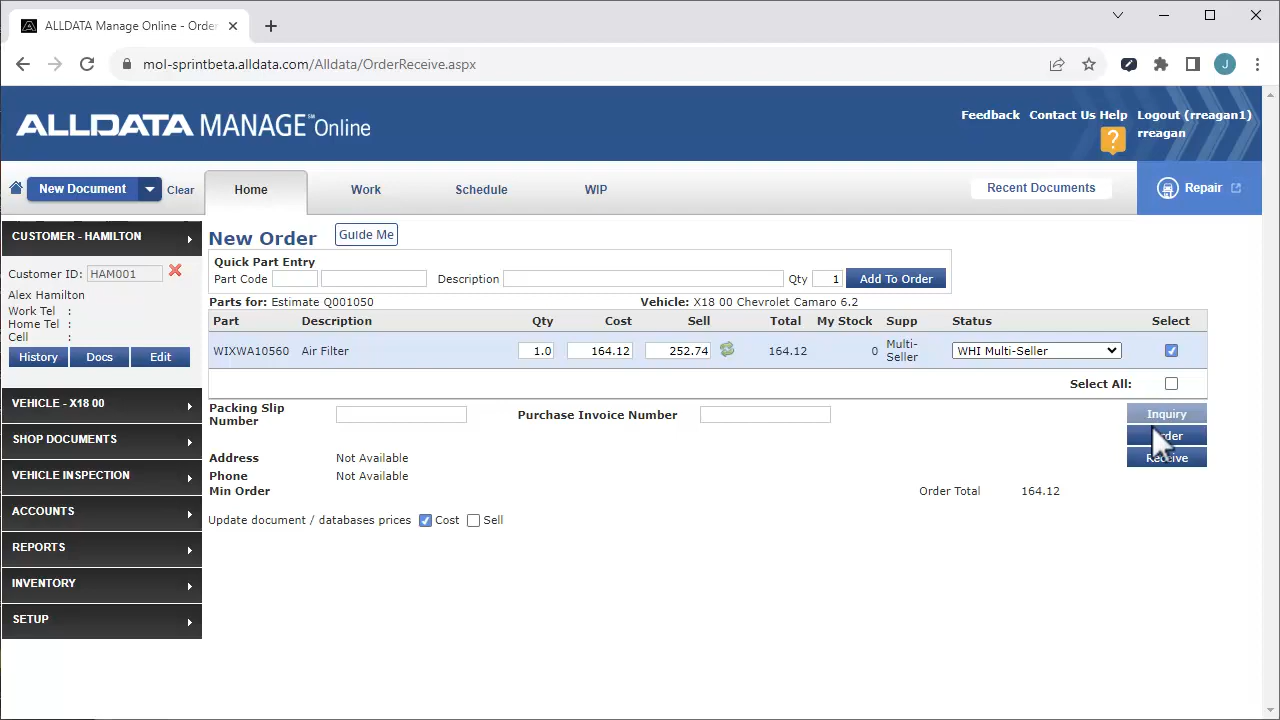 ALLDATA Manage Online - Order
mol-sprintbeta.alldata.com/Alldata/OrderReceive.aspx
J
ALLDATA MANAGE℠Online
Feedback Contact Us Help Logout (rreagan1)
? rreagan
New Document Clear Home Work Schedule WIP Recent Documents Repair
CUSTOMER - HAMILTON
Customer ID: HAM001
Alex Hamilton
Work Tel :
Home Tel :
Cell :
History Docs Edit
VEHICLE - X18 00
SHOP DOCUMENTS
VEHICLE INSPECTION
ACCOUNTS
REPORTS
INVENTORY
SETUP
New Order Guide Me
Quick Part Entry
Part Code Description Qty 1 Add To Order
Parts for: Estimate Q001050 Vehicle: X18 00 Chevrolet Camaro 6.2
Part Description Qty Cost Sell Total My Stock Supp Status Select
WIXWA10560 Air Filter 1.0 164.12 252.74 164.12 0 Multi-Seller WHI Multi-Seller
Select All:
Packing Slip Number Purchase Invoice Number
Inquiry
Receive
Address Not Available
Phone Not Available
Min Order Order Total 164.12
Update document / databases prices Cost Sell